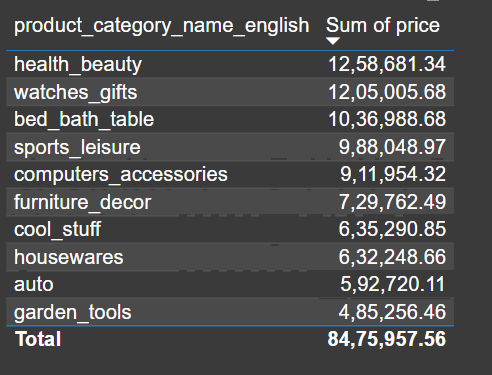 product_category_name_english Sum of price
health_beauty 12,58,681.34
watches_gifts 12,05,005.68
bed_bath_table 10,36,988.68
sports_leisure 9,88,048.97
computers_accessories 9,11,954.32
furniture_decor 7,29,762.49
cool_stuff 6,35,290.85
housewares 6,32,248.66
auto 5,92,720.11
garden_tools 4,85,256.46
Total 84,75,957.56